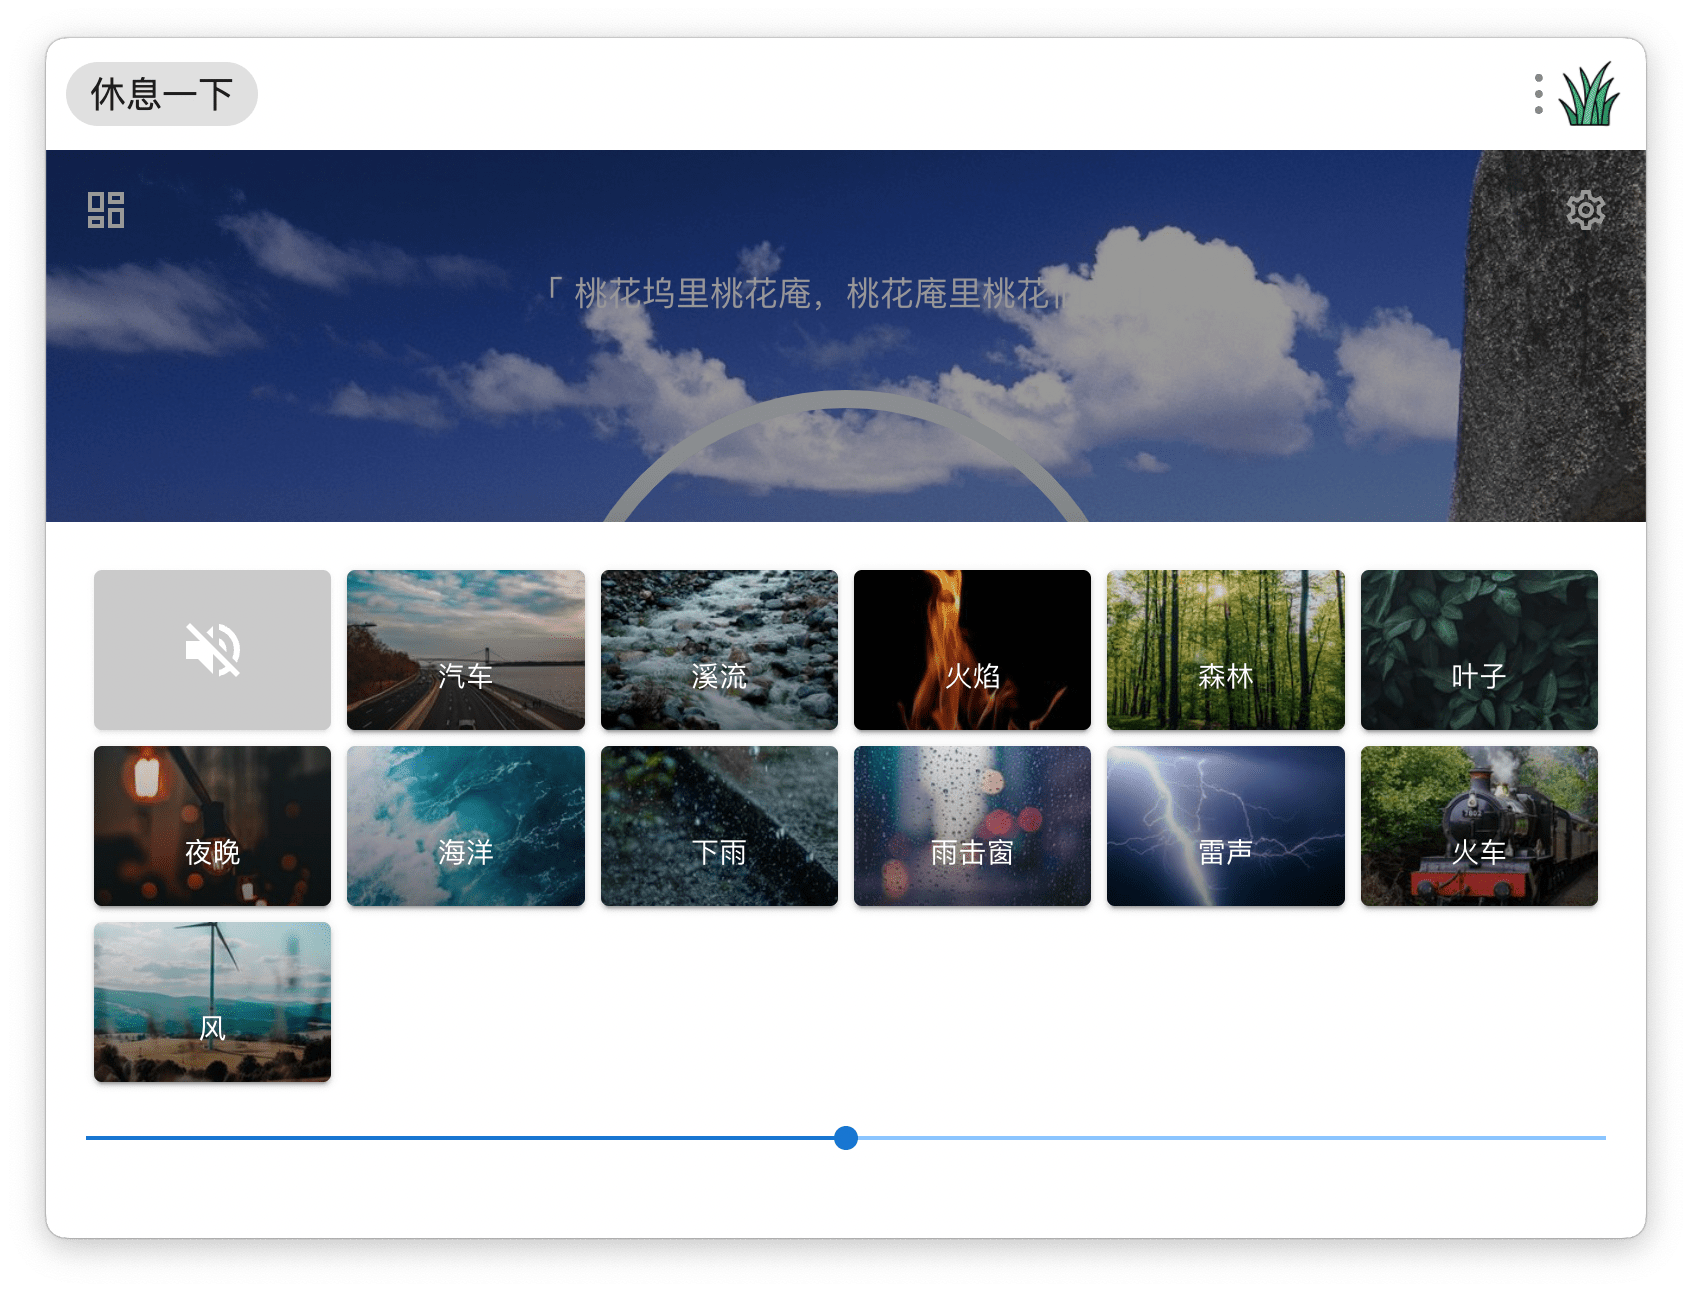 休息一下
「 桃花坞里桃花庵，桃花庵里桃花
汽车
溪流
火焰
森林
叶子
夜晚
海洋
下雨
雨击窗
雷声
火车
风